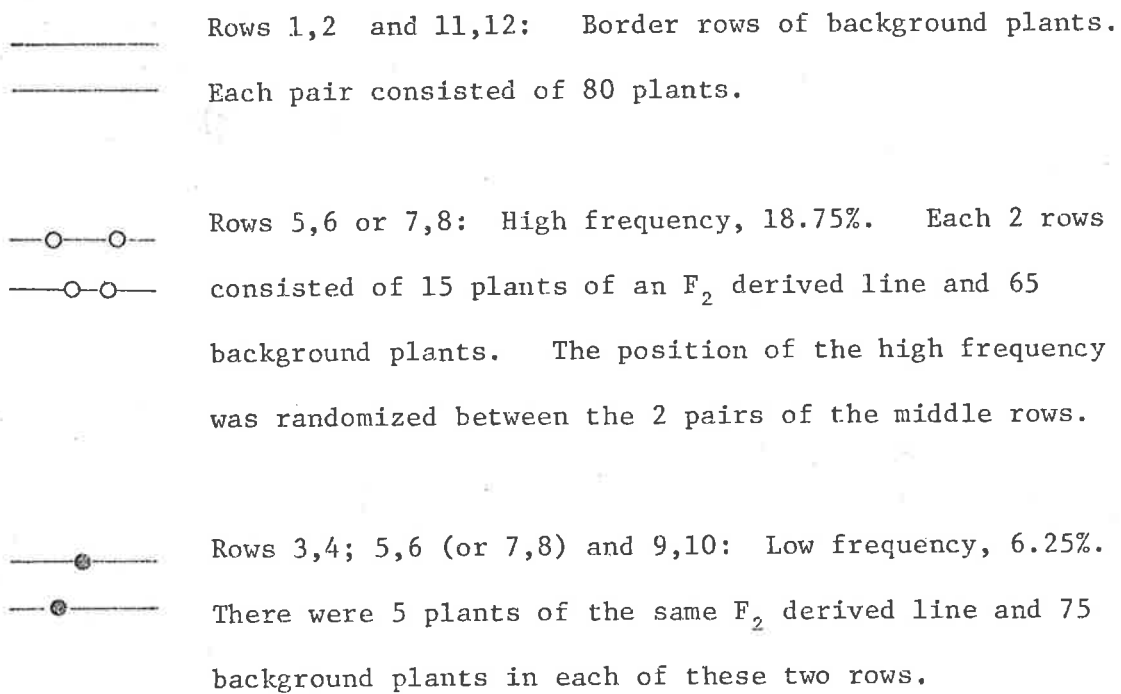 Rows 1,2 and 11,12: Border rows of background plants.
Each pair consisted of 80 plants.
Rows 5,6 or 7,8: High frequency, 18.75%. Each 2 rows
consisted of 15 plants of an F₂ derived line and 65
background plants. The position of the high frequency
was randomized between the 2 pairs of the middle rows.
Rows 3,4; 5,6 (or 7,8) and 9,10: Low frequency, 6.25%.
There were 5 plants of the same F₂ derived line and 75
background plants in each of these two rows.